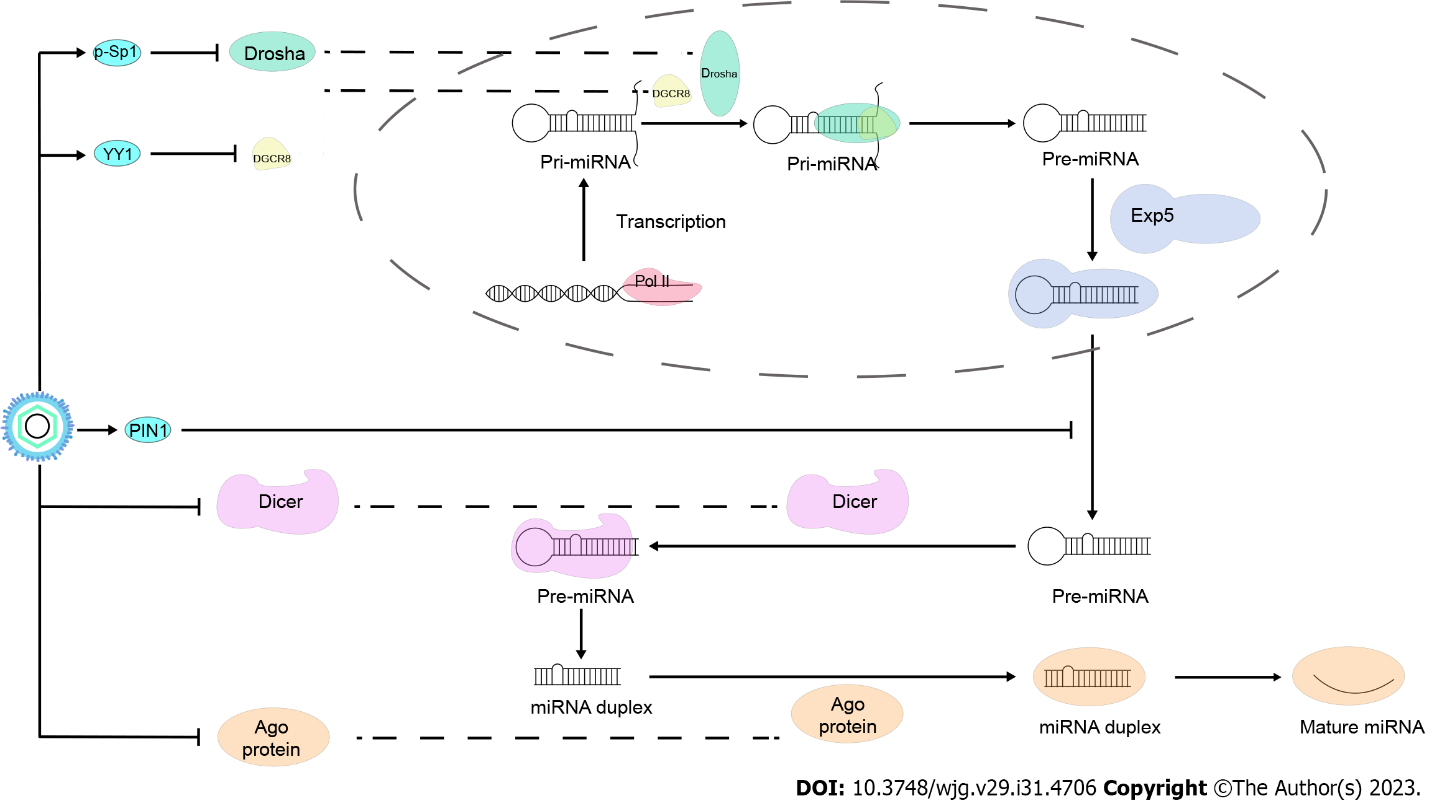 p-Sp1
Drosha
Drosha
DGCR8
YY1
DGCR8
Pri-miRNA
Pri-miRNA
Pre-miRNA
Transcription
Exp5
Pol II
PIN1
Dicer
Dicer
Pre-miRNA
Pre-miRNA
miRNA duplex
Ago
protein
miRNA duplex
Mature miRNA
Ago
protein
DOI: 10.3748/wjg.v29.i31.4706 Copyright ©The Author(s) 2023.